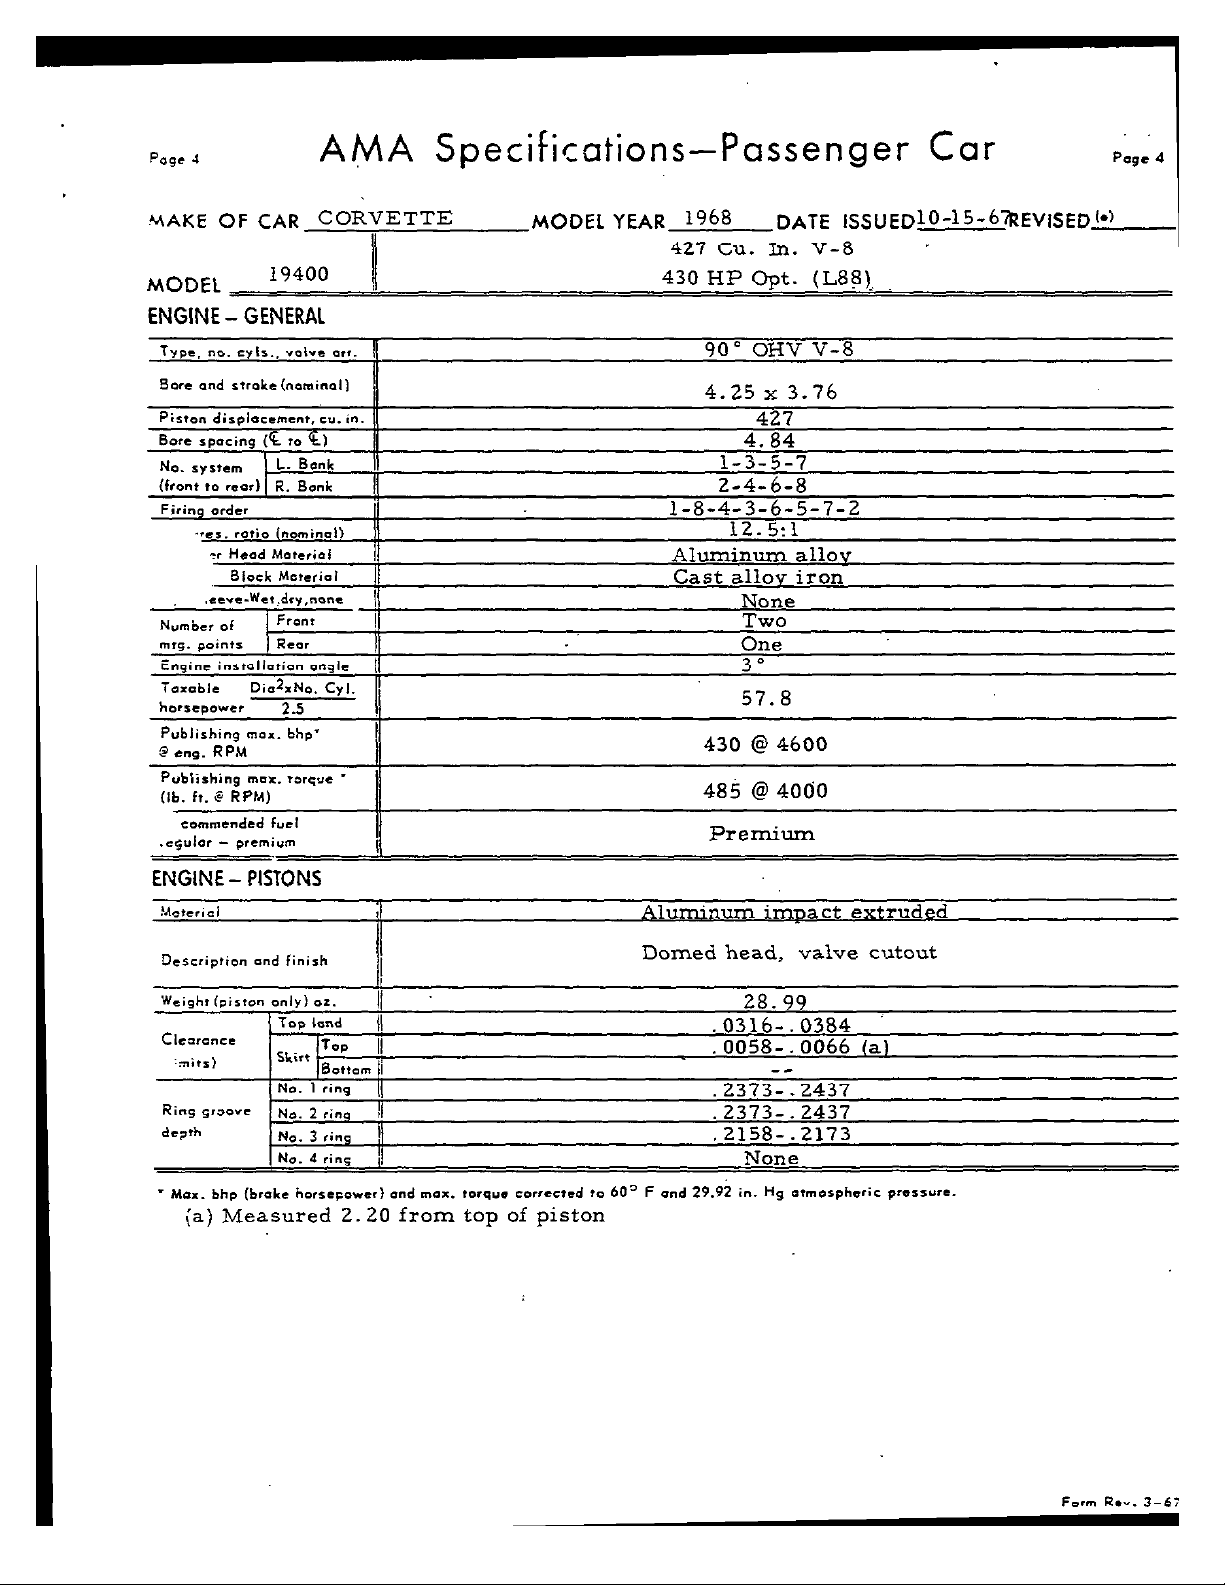 Page 4 AMA Specifications—Passenger Car Page 4
MAKE OF CAR CORVETTE MODEL YEAR 1968 DATE ISSUED 10-15-67 REVISED (•)
427 Cu. In. V-8
MODEL 19400 430 HP Opt. (L88)
ENGINE – GENERAL
Type, no. cyls., valve arr. 90° OHV V-8
Bore and stroke (nominal) 4.25 x 3.76
Piston displacement, cu. in. 427
Bore spacing (℄ to ℄) 4.84
No. system (front to rear) L. Bank 1-3-5-7
R. Bank 2-4-6-8
Firing order 1-8-4-3-6-5-7-2
res. ratio (nominal) 12.5:1
r Head Material Aluminum alloy
Block Material Cast alloy iron
eeve-Wet,dry,none None
Number of mtg. points Front Two
Rear One
Engine installation angle 3°
Taxable horsepower Dia²xNo. Cyl. 2.5 57.8
Publishing max. bhp*
@ eng. RPM 430 @ 4600
Publishing max. torque *
(lb. ft. @ RPM) 485 @ 4000
commended fuel
egular – premium Premium
ENGINE – PISTONS
Material Aluminum impact extruded
Description and finish Domed head, valve cutout
Weight (piston only) oz. 28.99
Clearance mits) Top land .0316-.0384
Skirt Top .0058-.0066 (a)
Bottom --
Ring groove depth No. 1 ring .2373-.2437
No. 2 ring .2373-.2437
No. 3 ring .2158-.2173
No. 4 ring None
* Max. bhp (brake horsepower) and max. torque corrected to 60° F and 29.92 in. Hg atmospheric pressure.
(a) Measured 2.20 from top of piston
Form Rev. 3-67